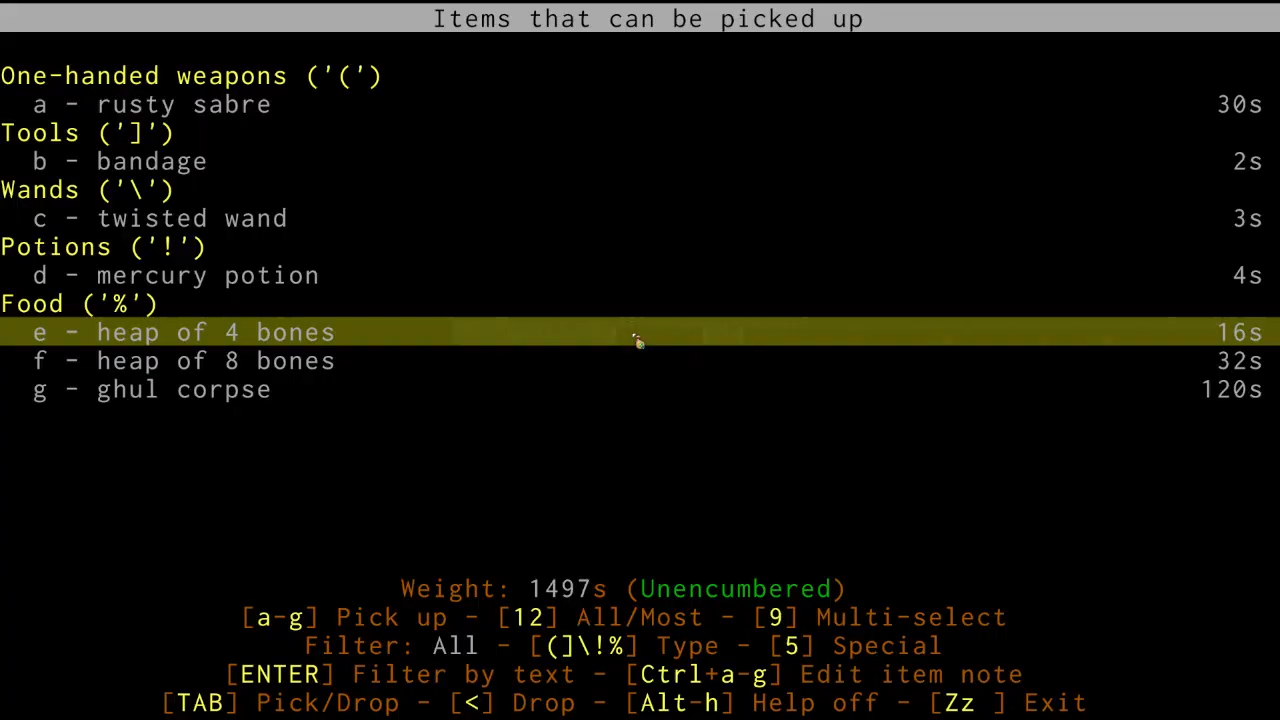 Items that can be picked up
One-handed weapons ('(')
a - rusty sabre 30s
Tools (']')
b - bandage 2s
Wands ('\')
c - twisted wand 3s
Potions ('!')
d - mercury potion 4s
Food ('%')
e - heap of 4 bones 16s
f - heap of 8 bones 32s
g - ghul corpse 120s
Weight: 1497s (Unencumbered)
[a-g] Pick up - [12] All/Most - [9] Multi-select
Filter: All - [(]\!%] Type - [5] Special
[ENTER] Filter by text - [Ctrl+a-g] Edit item note
[TAB] Pick/Drop - [<] Drop - [Alt-h] Help off - [Zz ] Exit